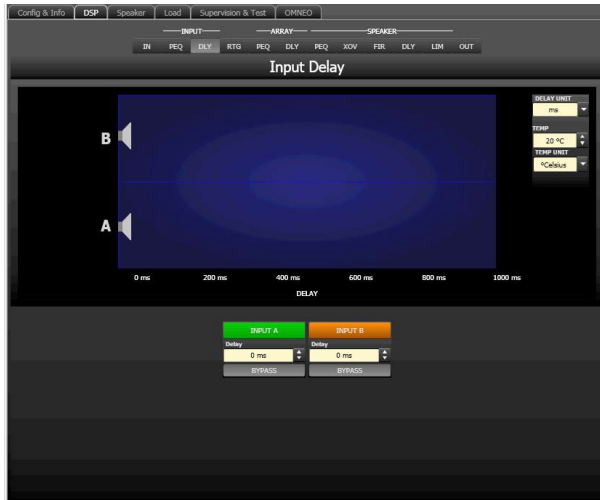 Config & Info DSP Speaker Load Supervision & Test OMNEO
INPUT ARRAY SPEAKER
IN PEQ DLY RTG PEQ DLY PEQ XOV FIR DLY LIM OUT
Input Delay
DELAY UNIT
ms
TEMP
20 °C
TEMP UNIT
°Celsius
B
A
0 ms 200 ms 400 ms 600 ms 800 ms 1000 ms
DELAY
INPUT A INPUT B
Delay Delay
0 ms 0 ms
BYPASS BYPASS